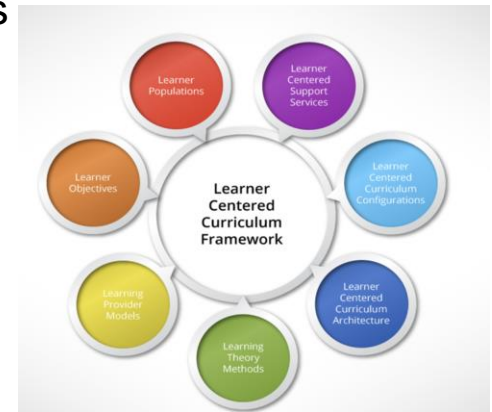 s
Learner
Populations
Learner
Centered
Support
Services
Learner
Objectives
Learner
Centered
Curriculum
Framework
Learner
Centered
Curriculum
Configurations
Learning
Provider
Models
Learner
Centered
Curriculum
Architecture
Learning
Theory
Methods